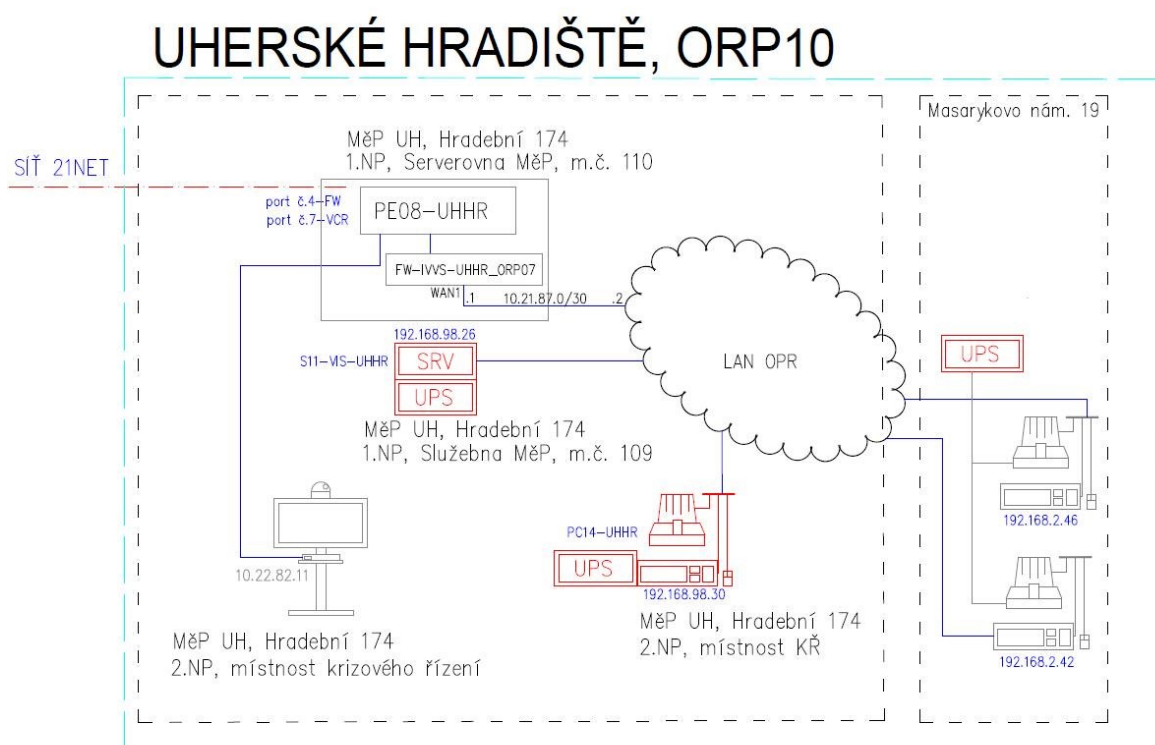 UHERSKÉ HRADIŠTĚ, ORP10
Masarykovo nám. 19
MěP UH, Hradební 174
1.NP, Serverovna MěP, m.č. 110
SÍŤ 21NET
port č.4-FW
port č.7-VCR
PE08-UHHR
FW-IVVS-UHHR_ORP07
WAN1
.1
10.21.87.0/30
.2
192.168.98.26
S11-VIS-UHHR
SRV
UPS
LAN OPR
UPS
MěP UH, Hradební 174
1.NP, Služebna MěP, m.č. 109
192.168.2.46
PC14-UHHR
UPS
192.168.98.30
10.22.82.11
MěP UH, Hradební 174
2.NP, místnost krizového řízení
MěP UH, Hradební 174
2.NP, místnost KŘ
192.168.2.42